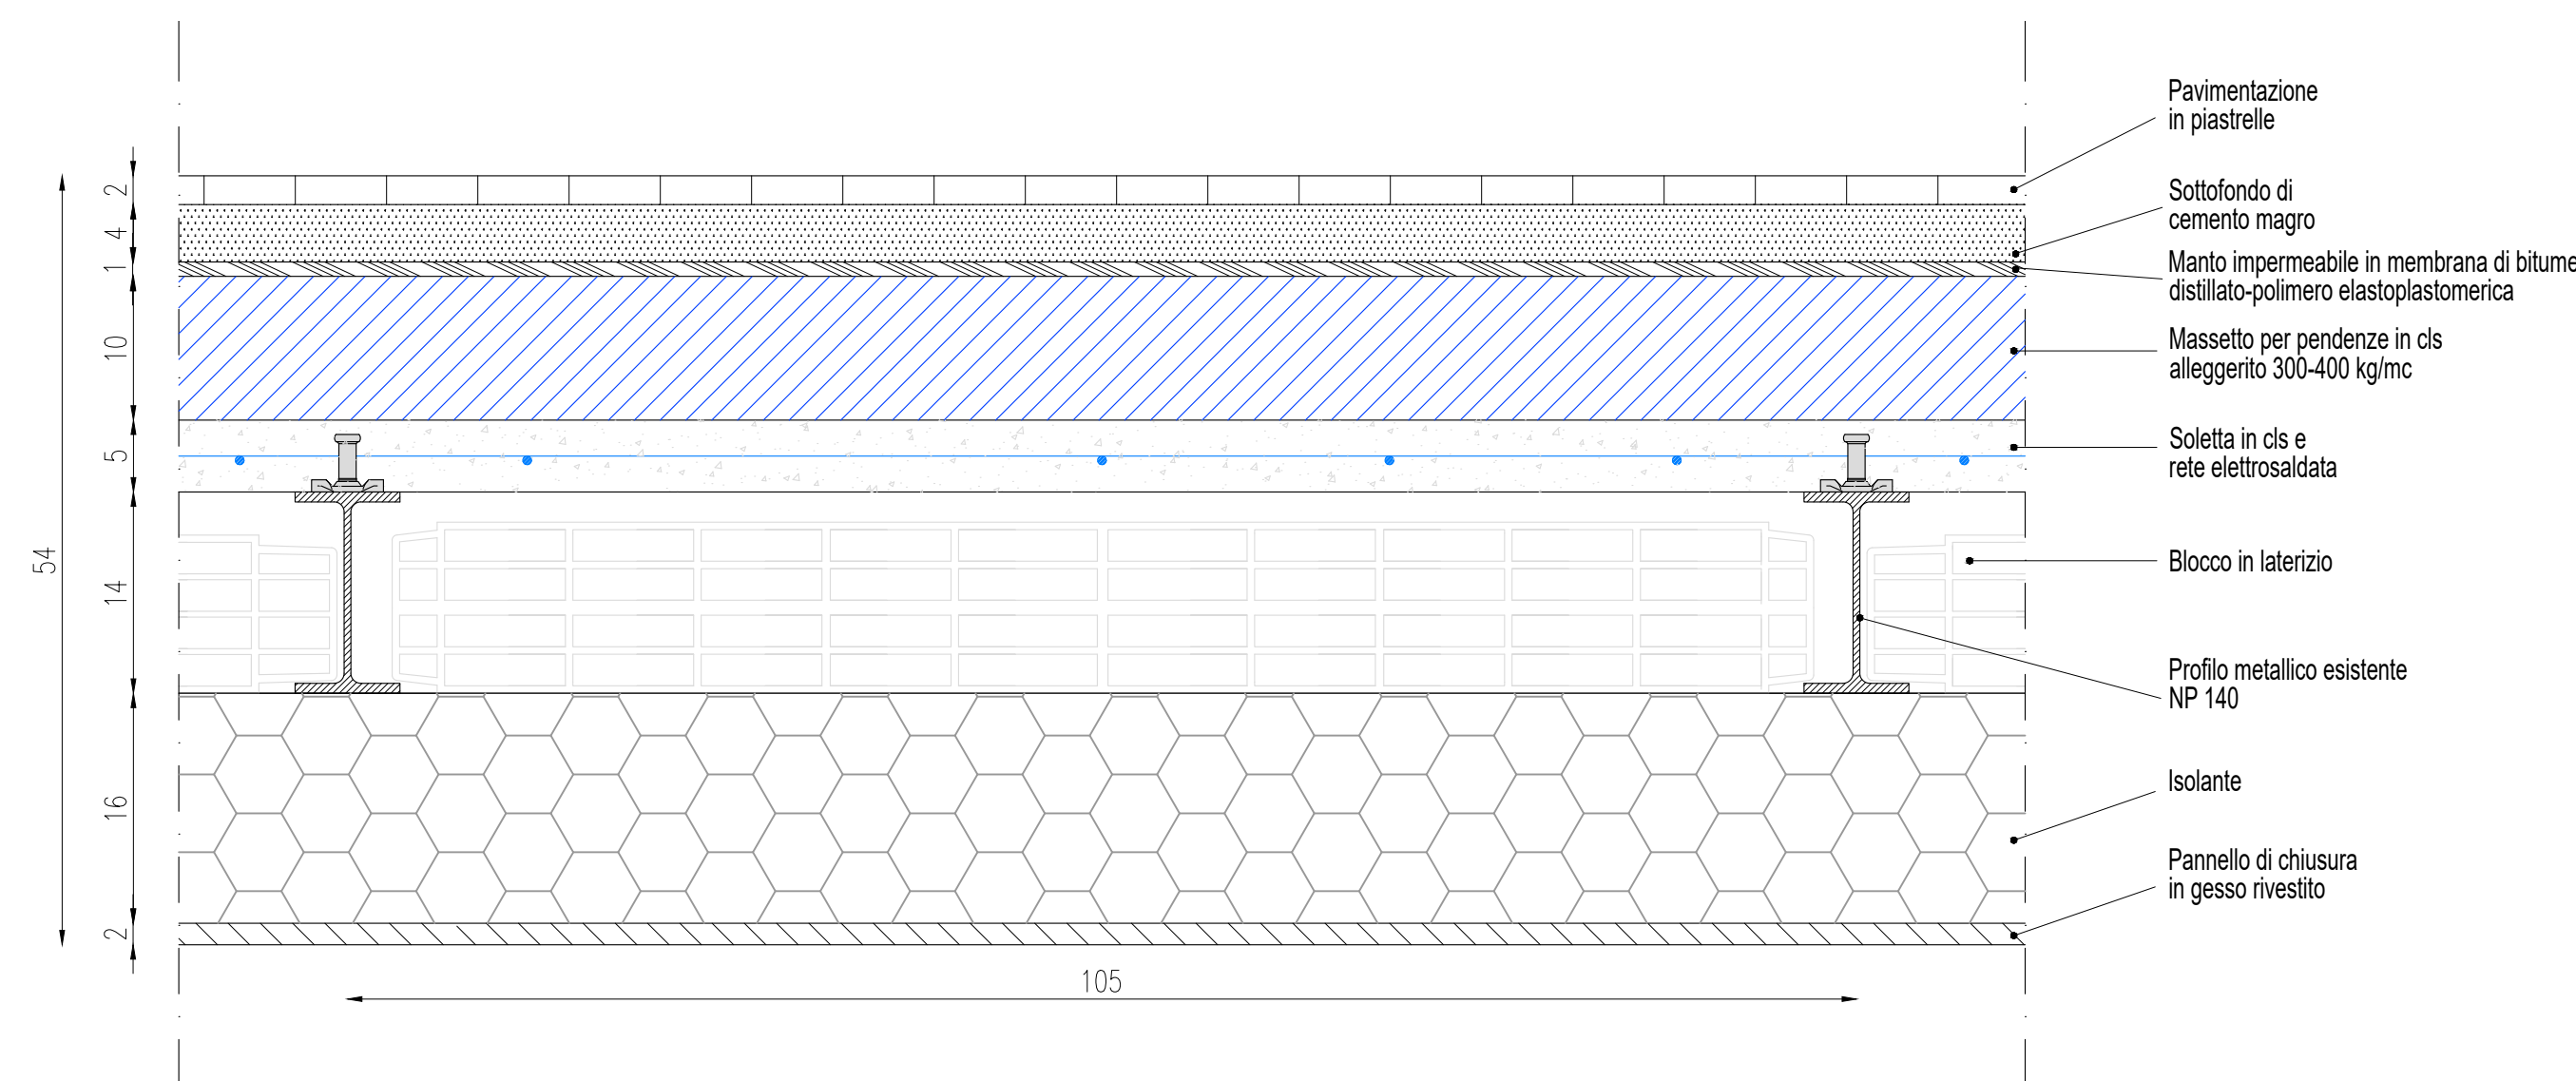 Pavimentazione
in piastrelle
Sottofondo di
cemento magro
Manto impermeabile in membrana di bitume
distillato-polimero elastoplastomerica
Massetto per pendenze in cls
alleggerito 300-400 kg/mc
Soletta in cls e
rete elettrosaldata
Blocco in laterizio
Profilo metallico esistente
NP 140
Isolante
Pannello di chiusura
in gesso rivestito
54
2
4
1
10
5
14
16
2
105